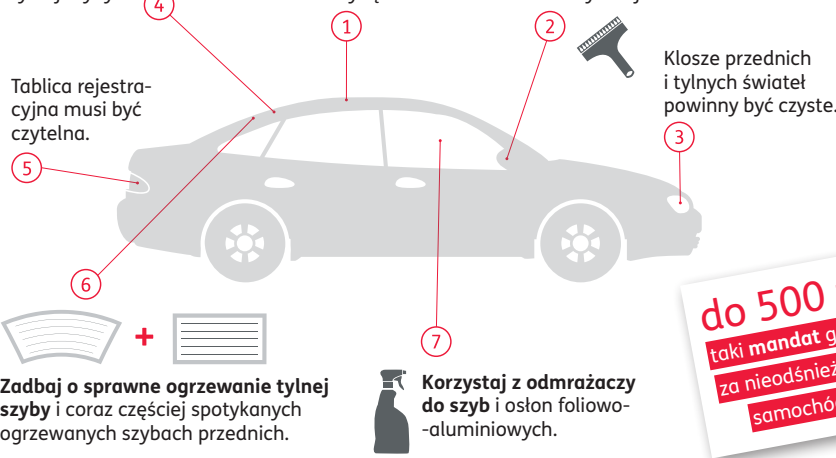 4
1
2
Klosze przednich
i tylnych świateł
powinny być czyste.
3
Tablica rejestra-
cyjna musi być
czytelna.
5
6
7
do 500
taki mandat
za
Zadbaj o sprawne ogrzewanie tylnej
szyby i coraz częściej spotykanych
ogrzewanych szybach przednich.
Korzystaj z odmrażaczy
do szyb i osłon foliowo-
-aluminiowych.